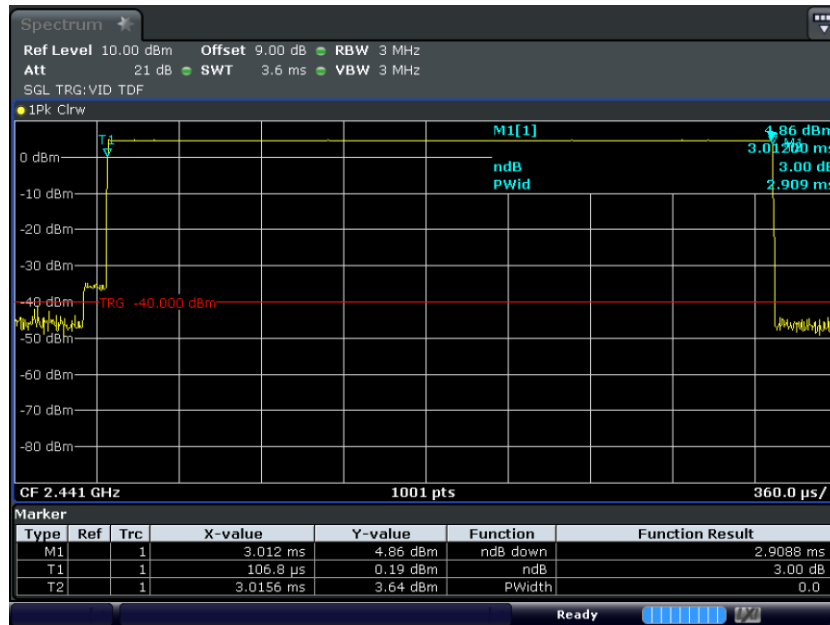 Spectrum
Ref Level 10.00 dBm Offset 9.00 dB RBW 3 MHz
Att 21 dB SWT 3.6 ms VBW 3 MHz
SGL TRG:VID TDF
1Pk Clrw
M1[1] 4.86 dBm
T1
M1
3.01200 ms
0 dBm
ndB 3.00 dB
PWid 2.909 ms
-10 dBm
-20 dBm
-30 dBm
-40 dBm
TRG -40.000 dBm
-50 dBm
-60 dBm
-70 dBm
-80 dBm
CF 2.441 GHz 1001 pts 360.0 µs/
Marker
Type Ref Trc X-value Y-value Function Function Result
M1 1 3.012 ms 4.86 dBm ndB down 2.9088 ms
T1 1 106.8 µs 0.19 dBm ndB 3.00 dB
T2 1 3.0156 ms 3.64 dBm PWidth 0.0
Ready